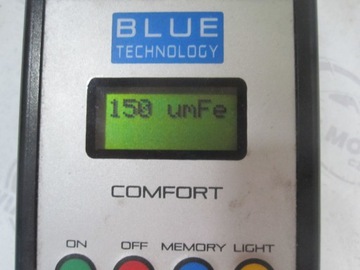 BLUE
TECHNOLOGY
150 umFe
COMFORT
ON OFF MEMORY LIGHT